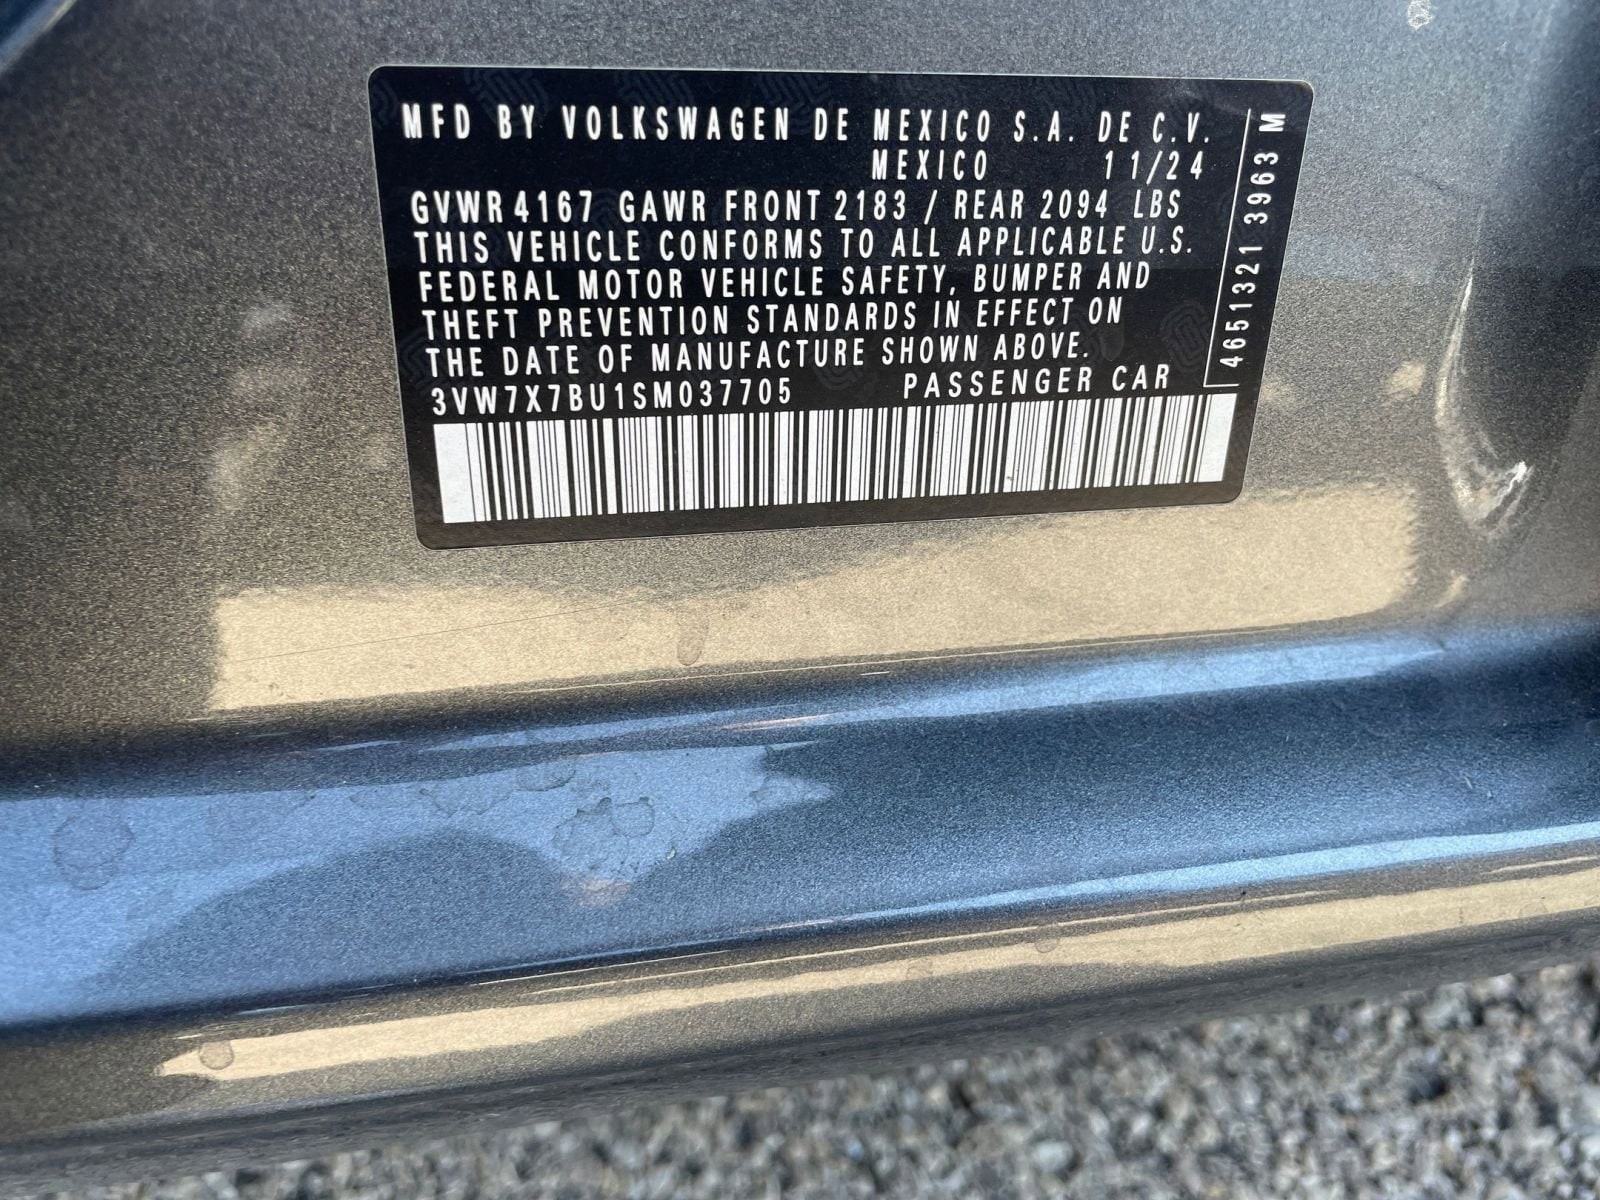 MFD BY VOLKSWAGEN DE MEXICO S.A. DE C.V.
MEXICO 11/24
GVWR 4167 GAWR FRONT 2183 / REAR 2094 LBS
THIS VEHICLE CONFORMS TO ALL APPLICABLE U.S.
FEDERAL MOTOR VEHICLE SAFETY, BUMPER AND
THEFT PREVENTION STANDARDS IN EFFECT ON
THE DATE OF MANUFACTURE SHOWN ABOVE.
3VW7X7BU1SM037705 PASSENGER CAR
4651321 3963 M